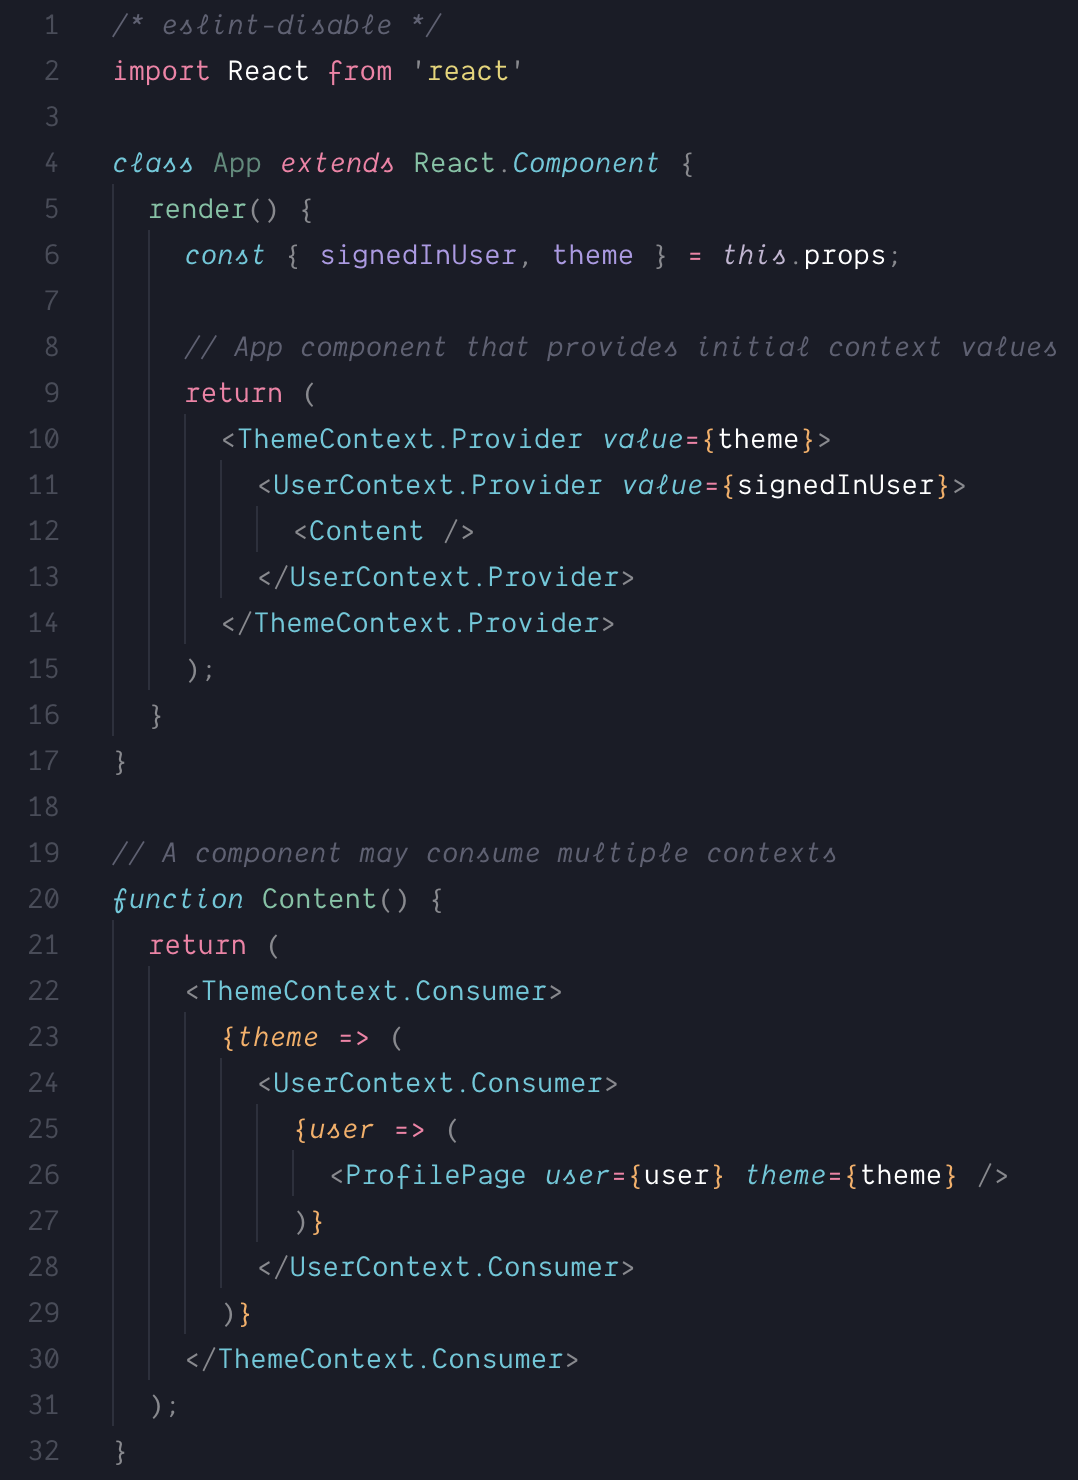 1 /* eslint-disable */
2 import React from 'react'
3
4 class App extends React.Component {
5 render() {
6 const { signedInUser, theme } = this.props;
7
8 // App component that provides initial context values
9 return (
10 <ThemeContext.Provider value={theme}>
11 <UserContext.Provider value={signedInUser}>
12 <Content />
13 </UserContext.Provider>
14 </ThemeContext.Provider>
15 );
16 }
17 }
18
19 // A component may consume multiple contexts
20 function Content() {
21 return (
22 <ThemeContext.Consumer>
23 {theme => (
24 <UserContext.Consumer>
25 {user => (
26 <ProfilePage user={user} theme={theme} />
27 )}
28 </UserContext.Consumer>
29 )}
30 </ThemeContext.Consumer>
31 );
32 }